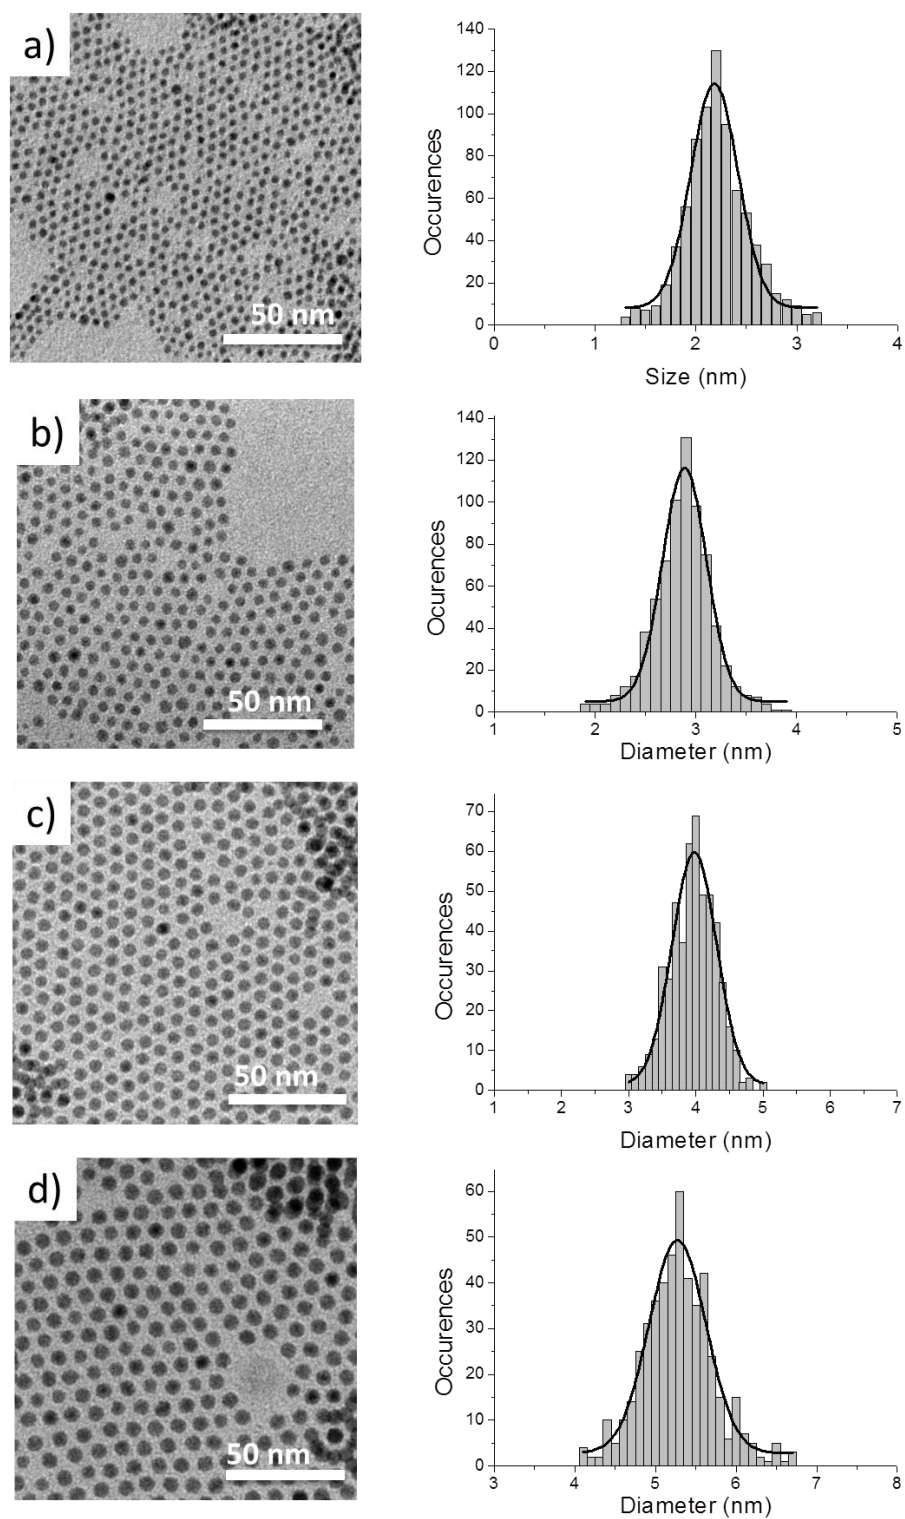 a)
50 nm
140
120
100
80
60
40
20
0
Occurences
0 1 2 3 4
Size (nm)
b)
50 nm
140
120
100
80
60
40
20
0
Ocurences
1 2 3 4 5
Diameter (nm)
c)
50 nm
70
60
50
40
30
20
10
0
Occurences
1 2 3 4 5 6 7
Diameter (nm)
d)
50 nm
60
50
40
30
20
10
0
Occurences
3 4 5 6 7 8
Diameter (nm)